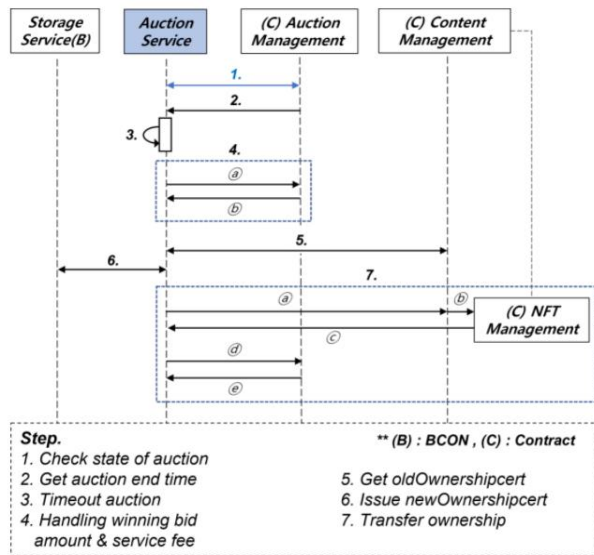 Storage
Service(B)
Auction
Service
(C) Auction
Management
(C) Content
Management
1.
2.
3.
4.
ⓐ
ⓑ
5.
6.
7.
ⓐ
ⓑ
(C) NFT
Management
ⓒ
ⓓ
ⓔ
Step.
** (B) : BCON , (C) : Contract
1. Check state of auction
2. Get auction end time
3. Timeout auction
4. Handling winning bid
amount & service fee
5. Get oldOwnershipcert
6. Issue newOwnershipcert
7. Transfer ownership